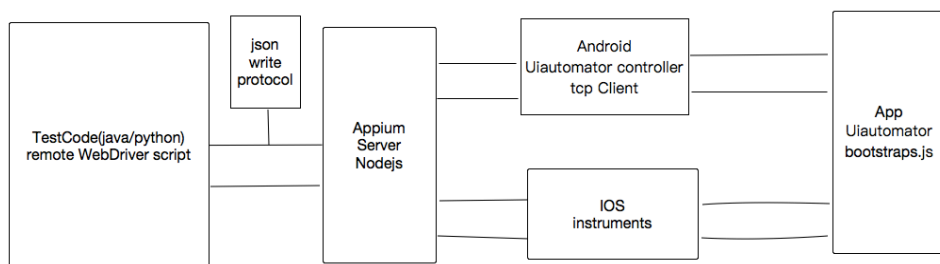 TestCode(java/python)
remote WebDriver script
json
write
protocol
Appium
Server
Nodejs
Android
Uiautomator controller
tcp Client
IOS
instruments
App
Uiautomator
bootstraps.js